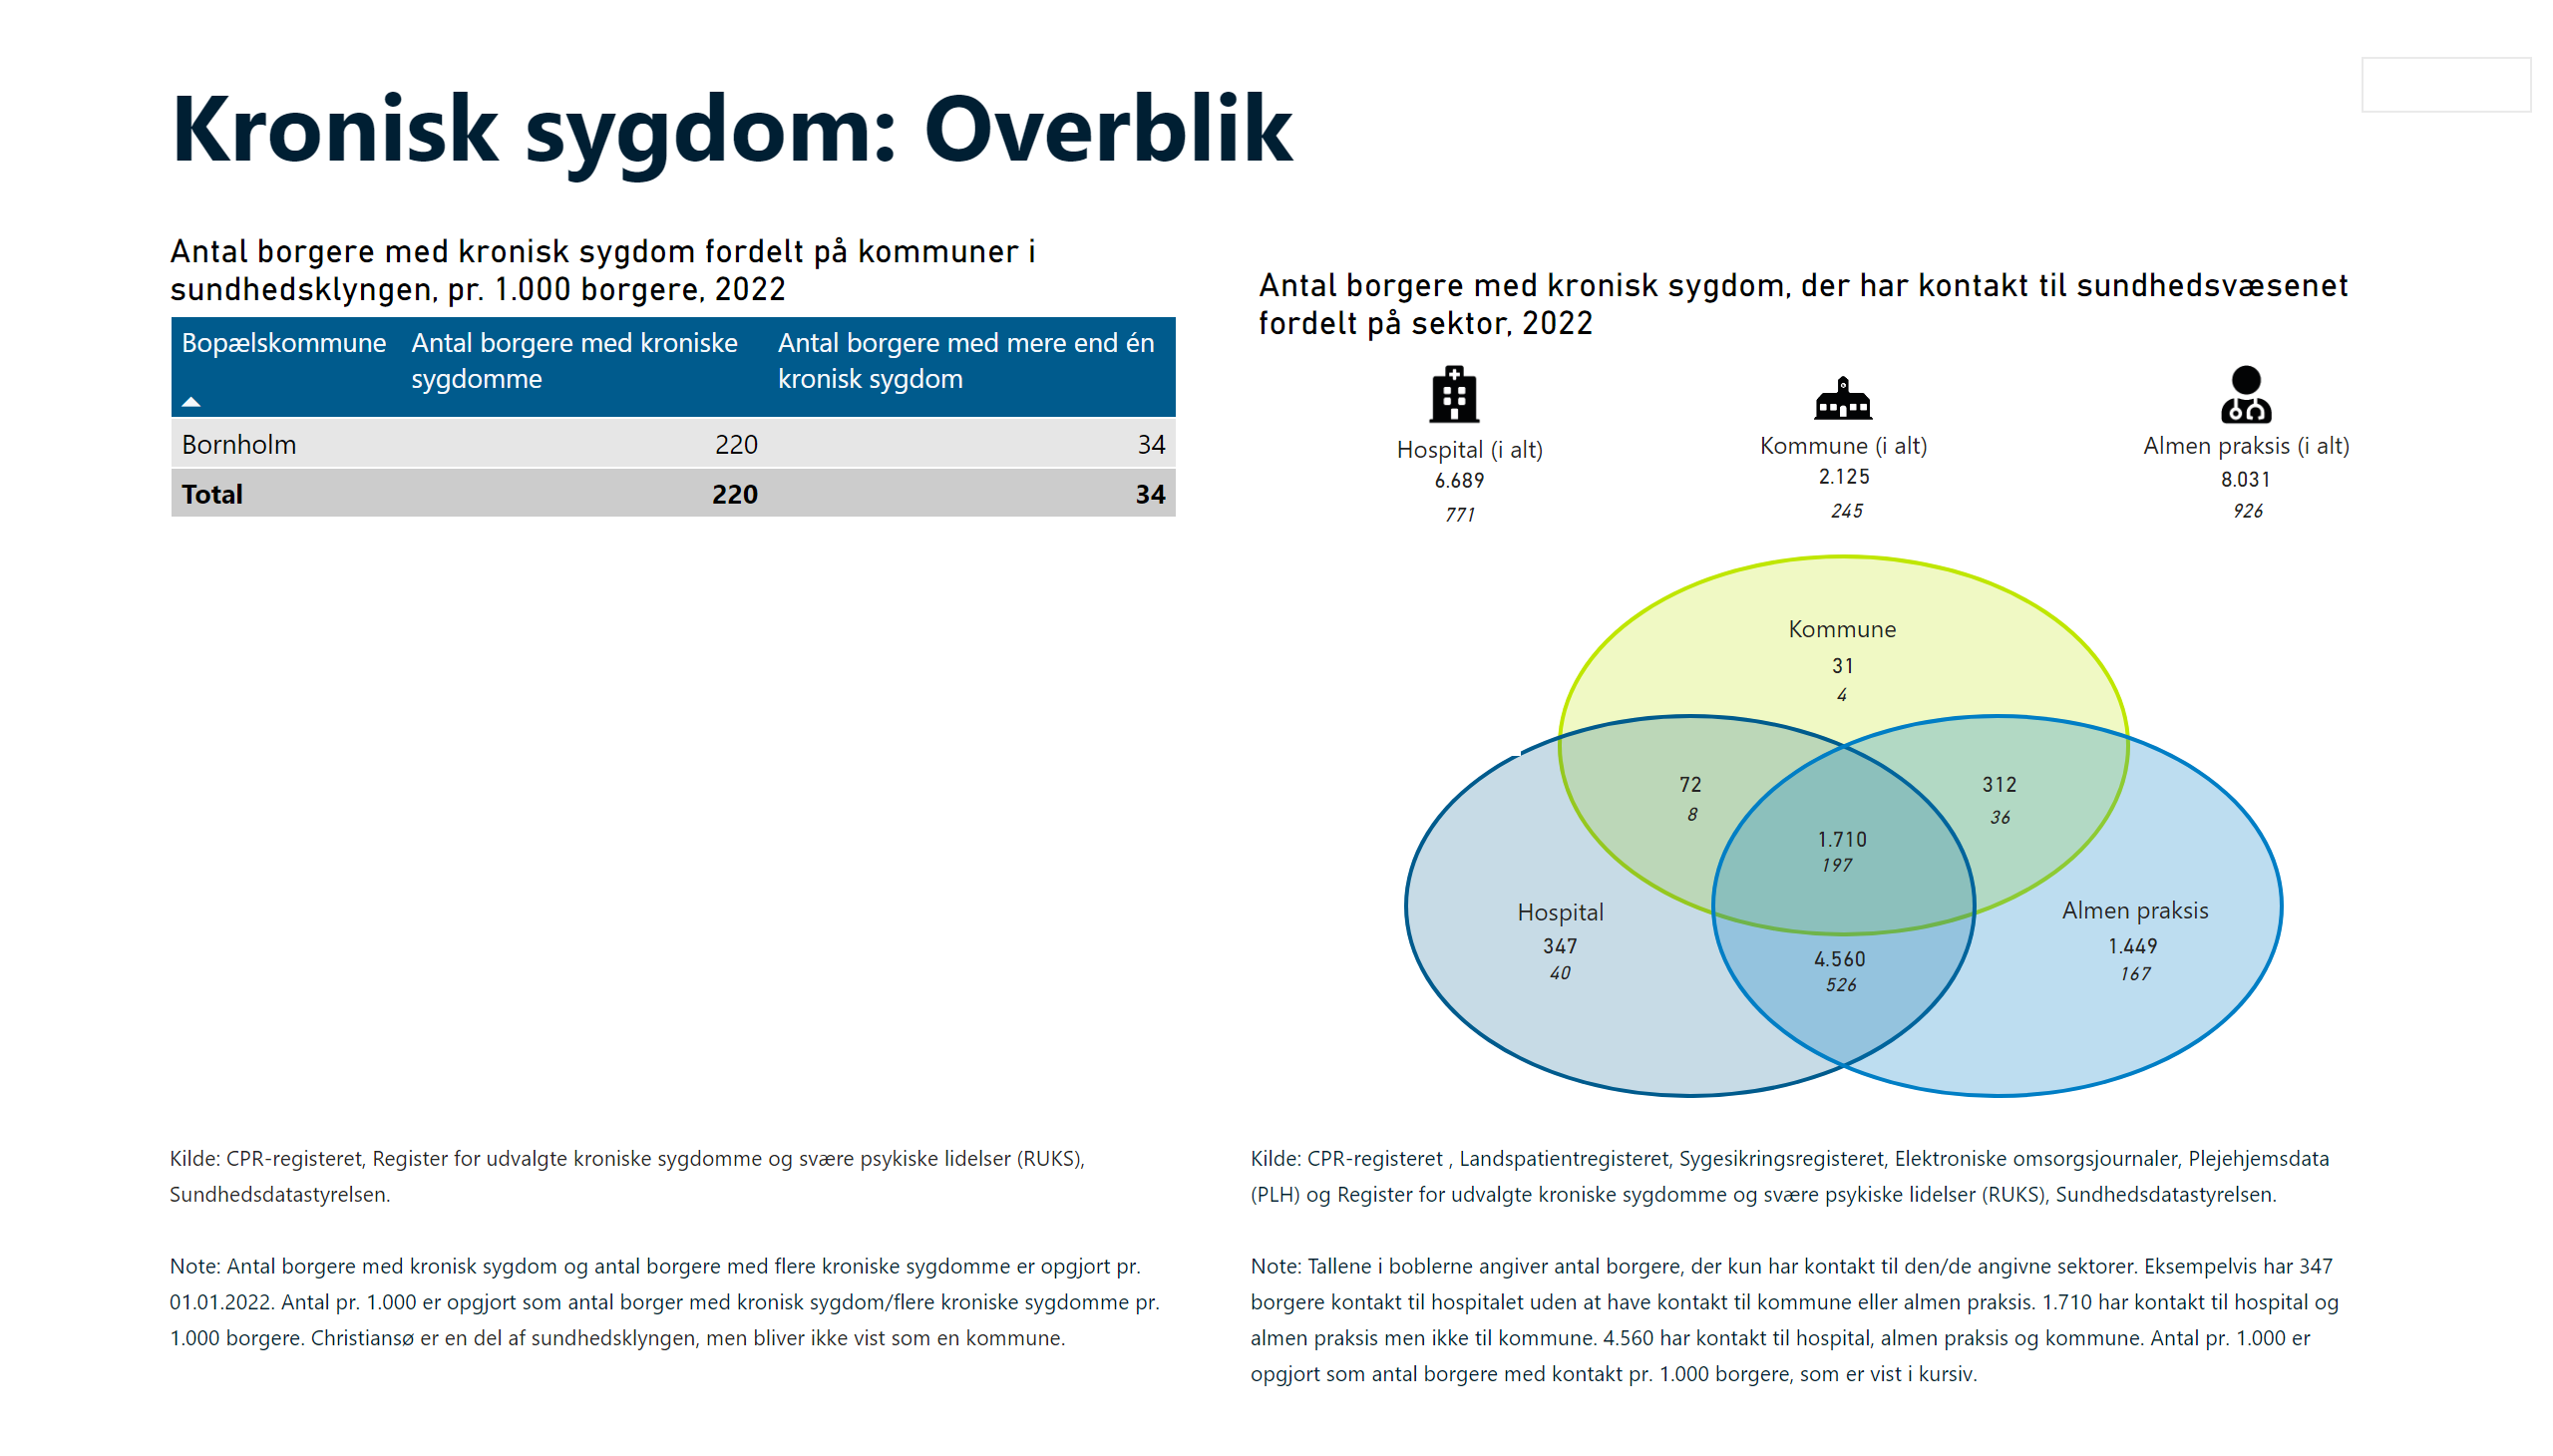 Kronisk sygdom: Overblik
Antal borgere med kronisk sygdom fordelt på kommuner i
sundhedsklyngen, pr. 1.000 borgere, 2022
Bopælskommune Antal borgere med kroniske sygdomme Antal borgere med mere end én kronisk sygdom
Bornholm 220 34
Total 220 34
Antal borgere med kronisk sygdom, der har kontakt til sundhedsvæsenet
fordelt på sektor, 2022
Hospital (i alt)
6.689
771
Kommune (i alt)
2.125
245
Almen praksis (i alt)
8.031
926
Kommune
31
4
72
8
312
36
1.710
197
Hospital
347
40
Almen praksis
1.449
167
4.560
526
Kilde: CPR-registeret, Register for udvalgte kroniske sygdomme og svære psykiske lidelser (RUKS),
Sundhedsdatastyrelsen.
Note: Antal borgere med kronisk sygdom og antal borgere med flere kroniske sygdomme er opgjort pr.
01.01.2022. Antal pr. 1.000 er opgjort som antal borger med kronisk sygdom/flere kroniske sygdomme pr.
1.000 borgere. Christiansø er en del af sundhedsklyngen, men bliver ikke vist som en kommune.
Kilde: CPR-registeret , Landspatientregisteret, Sygesikringsregisteret, Elektroniske omsorgsjournaler, Plejehjemsdata
(PLH) og Register for udvalgte kroniske sygdomme og svære psykiske lidelser (RUKS), Sundhedsdatastyrelsen.
Note: Tallene i boblerne angiver antal borgere, der kun har kontakt til den/de angivne sektorer. Eksempelvis har 347
borgere kontakt til hospitalet uden at have kontakt til kommune eller almen praksis. 1.710 har kontakt til hospital og
almen praksis men ikke til kommune. 4.560 har kontakt til hospital, almen praksis og kommune. Antal pr. 1.000 er
opgjort som antal borgere med kontakt pr. 1.000 borgere, som er vist i kursiv.